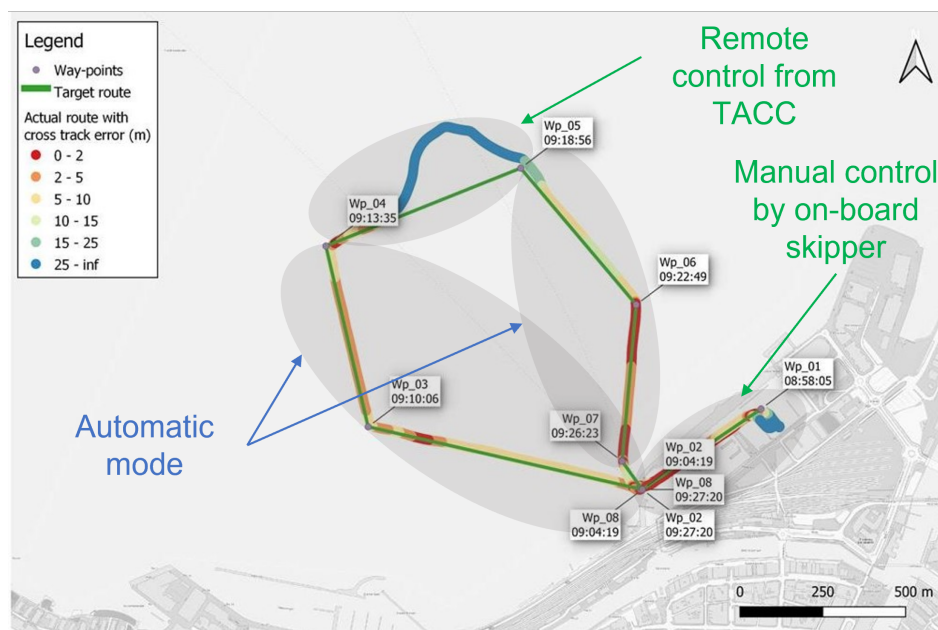 Legend
Way-points
Target route
Actual route with
cross track error (m)
0 - 2
2 - 5
5 - 10
10 - 15
15 - 25
25 - inf
Remote
control from
TACC
Wp_05
09:18:56
Manual control
by on-board
skipper
Wp_04
09:13:35
Wp_06
09:22:49
Wp_01
08:58:05
Wp_03
09:10:06
Automatic
mode
Wp_07
09:26:23
Wp_02
09:04:19
Wp_08
09:27:20
Wp_08
09:04:19
Wp_02
09:27:20
0 250 500 m